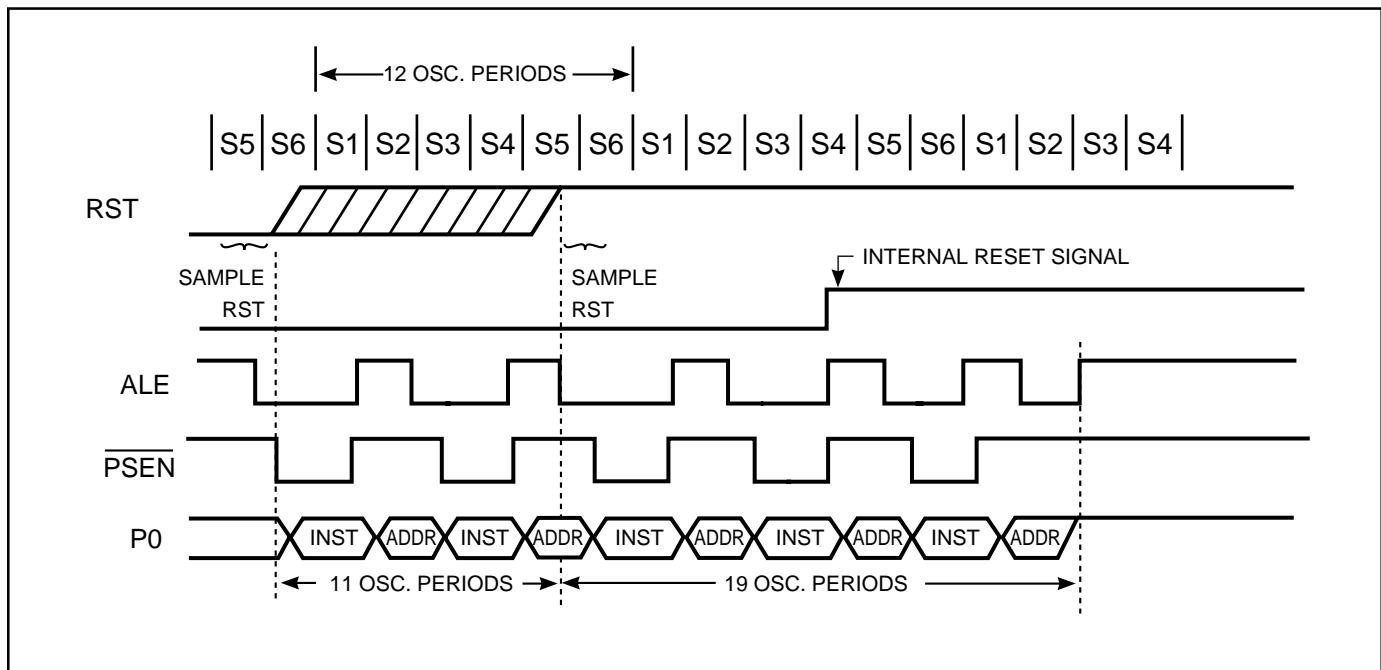 12 OSC. PERIODS
S5 S6 S1 S2 S3 S4 S5 S6 S1 S2 S3 S4 S5 S6 S1 S2 S3 S4
RST
SAMPLE
RST
SAMPLE
RST
INTERNAL RESET SIGNAL
ALE
PSEN
P0
INST ADDR INST ADDR INST ADDR INST ADDR INST ADDR
11 OSC. PERIODS
19 OSC. PERIODS